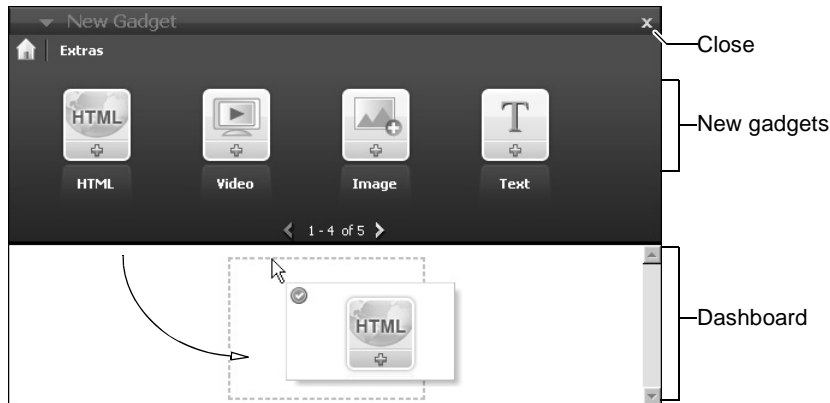 New Gadget
x
Close
Extras
New gadgets
HTML
T
HTML
Video
Image
Text
1 - 4 of 5
HTML
Dashboard